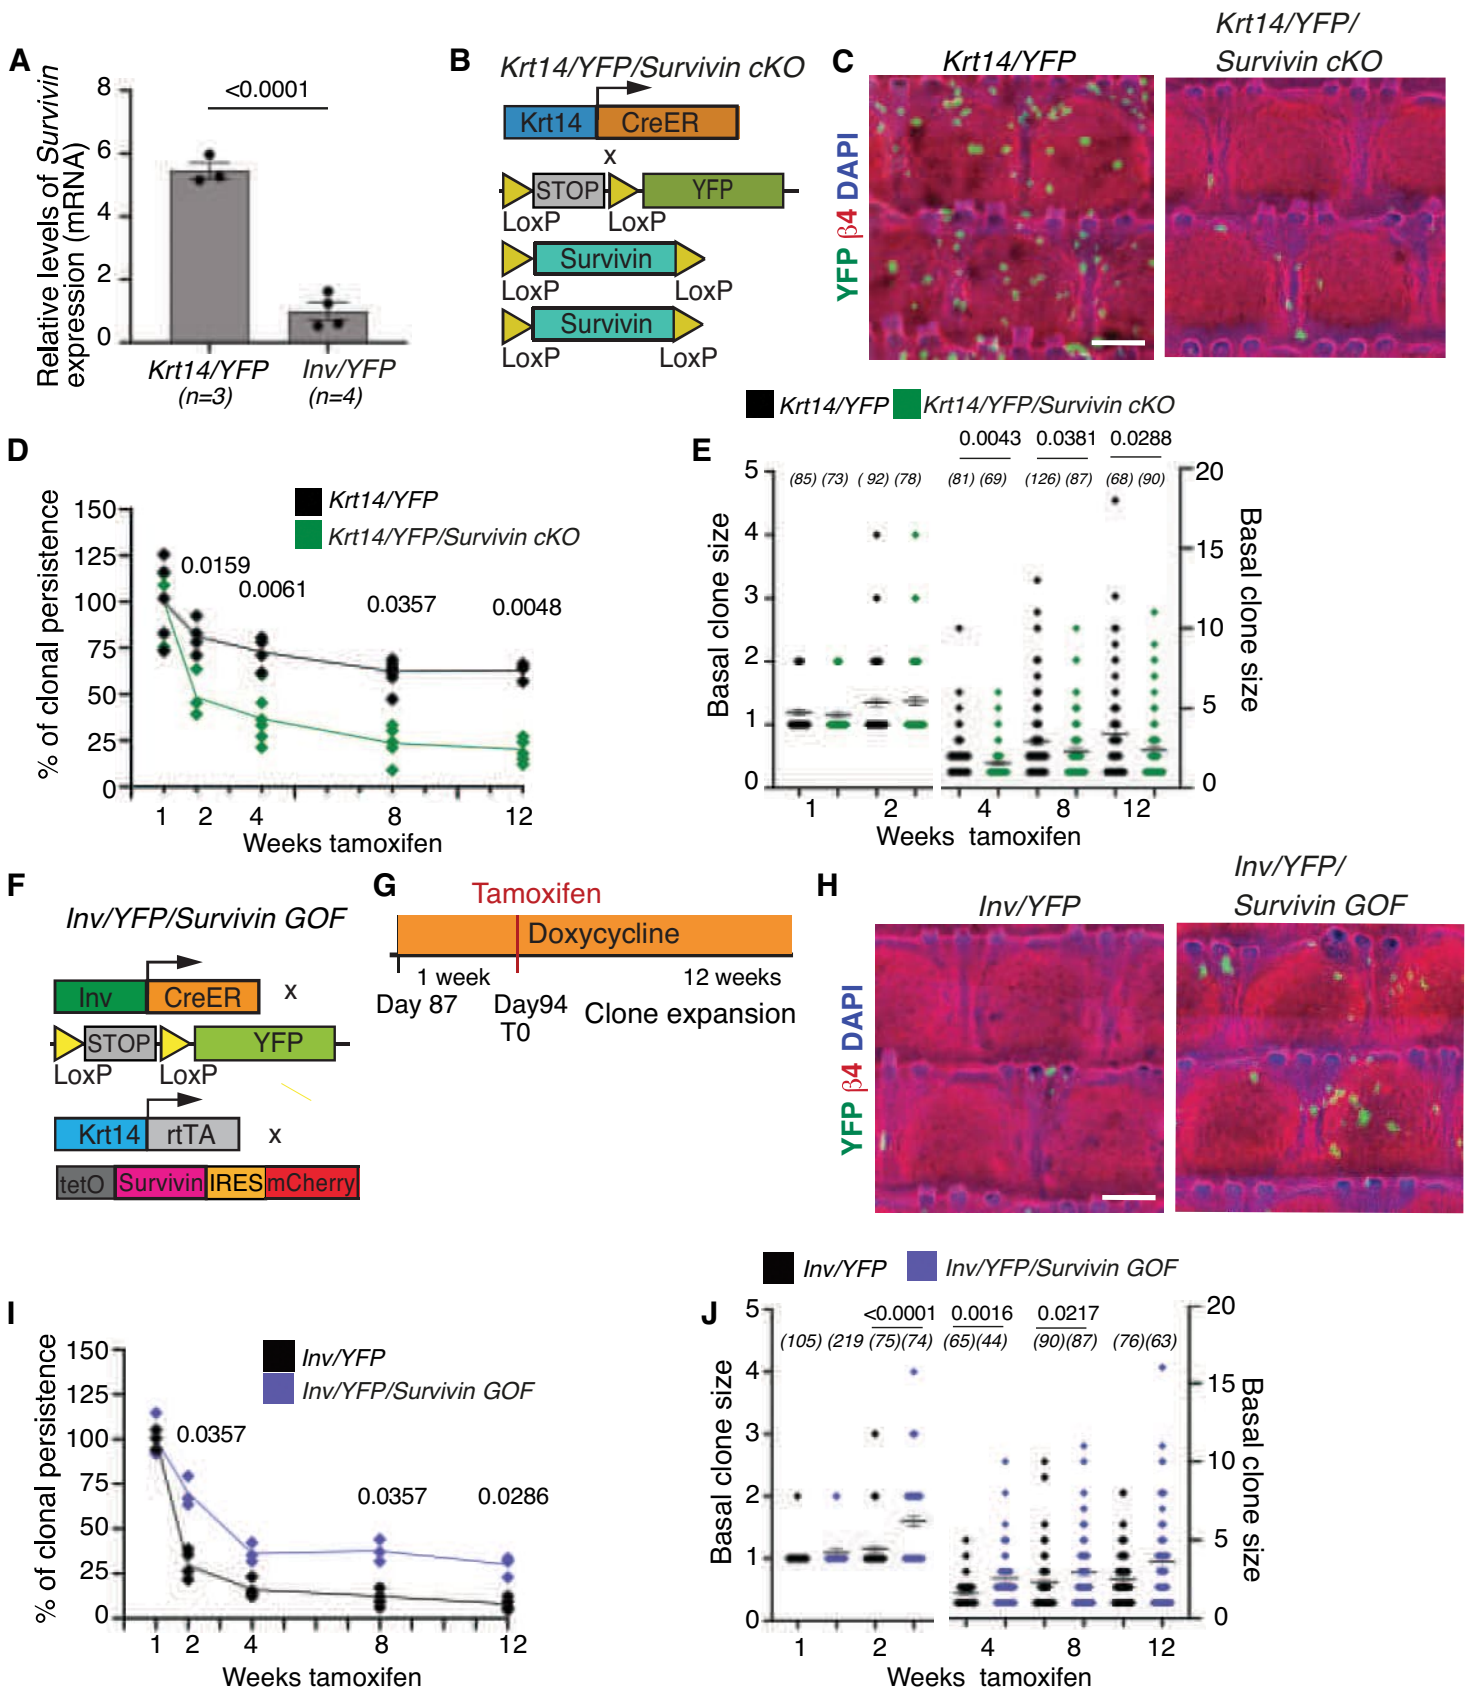 A
Relative levels of Survivin
expression (mRNA)
8
6
4
2
0
<0.0001
Krt14/YFP
(n=3)
Inv/YFP
(n=4)
B
Krt14/YFP/Survivin cKO
Krt14
CreER
x
STOP
YFP
LoxP
LoxP
Survivin
LoxP
LoxP
Survivin
LoxP
LoxP
C
Krt14/YFP
Krt14/YFP/
Survivin cKO
YFP β4 DAPI
D
% of clonal persistence
150
125
100
75
50
25
0
Krt14/YFP
Krt14/YFP/Survivin cKO
0.0159
0.0061
0.0357
0.0048
1 2 4 8 12
Weeks tamoxifen
E
Krt14/YFP
Krt14/YFP/Survivin cKO
0.0043 0.0381 0.0288
(85) (73) ( 92) (78) (81) (69) (126) (87) (68) (90)
Basal clone size
5
4
3
2
1
0
20
15
10
5
0
Basal clone size
1 2 4 8 12
Weeks tamoxifen
F
Inv/YFP/Survivin GOF
Inv
CreER
x
STOP
YFP
LoxP
LoxP
Krt14
rtTA
x
tetO
Survivin
IRES
mCherry
G
Tamoxifen
Doxycycline
1 week
12 weeks
Day 87
Day94
T0
Clone expansion
H
Inv/YFP
Inv/YFP/
Survivin GOF
YFP β4 DAPI
I
% of clonal persistence
150
125
100
75
50
25
0
Inv/YFP
Inv/YFP/Survivin GOF
0.0357
0.0357
0.0286
1 2 4 8 12
Weeks tamoxifen
J
Inv/YFP
Inv/YFP/Survivin GOF
<0.0001 0.0016 0.0217
(105) (219 (75)(74) (65)(44) (90)(87) (76)(63)
Basal clone size
5
4
3
2
1
0
20
15
10
5
0
Basal clone size
1 2 4 8 12
Weeks tamoxifen